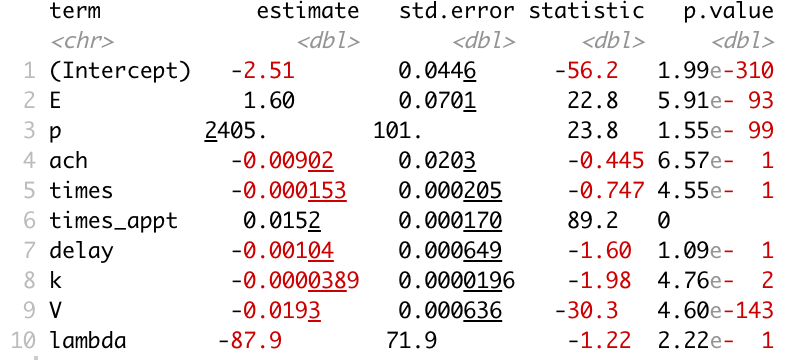 term estimate std.error statistic p.value
<chr> <dbl> <dbl> <dbl> <dbl>
1 (Intercept) -2.51 0.0446 -56.2 1.99e-310
2 E 1.60 0.0701 22.8 5.91e- 93
3 p 2405. 101. 23.8 1.55e- 99
4 ach -0.00902 0.0203 -0.445 6.57e- 1
5 times -0.000153 0.000205 -0.747 4.55e- 1
6 times_appt 0.0152 0.000170 89.2 0
7 delay -0.00104 0.000649 -1.60 1.09e- 1
8 k -0.0000389 0.0000196 -1.98 4.76e- 2
9 V -0.0193 0.000636 -30.3 4.60e-143
10 lambda -87.9 71.9 -1.22 2.22e- 1